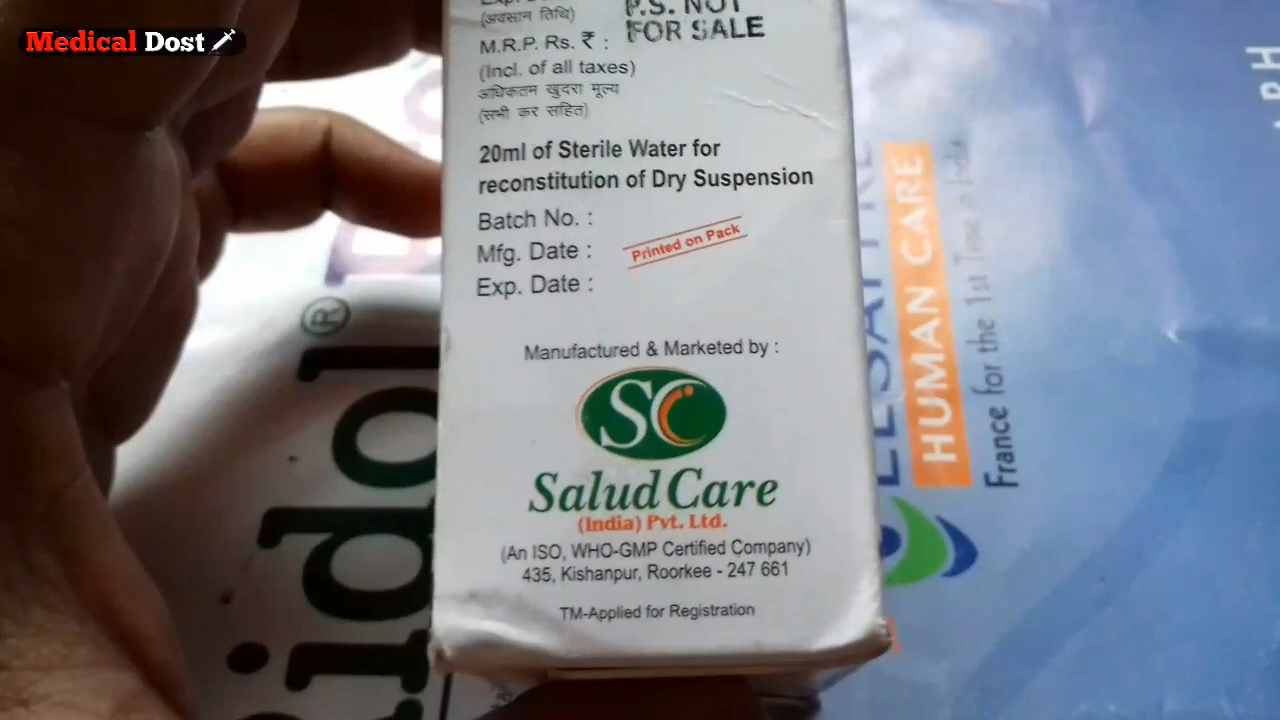 Medical Dost
(अवसान तिथि)
P.S. NOT
FOR SALE
M.R.P. Rs. ₹ :
(Incl. of all taxes)
अधिकतम खुदरा मूल्य
(सभी कर सहित)
20ml of Sterile Water for
reconstitution of Dry Suspension
Batch No. :
Mfg. Date :
Exp. Date :
Printed on Pack
Manufactured & Marketed by :
SC
Salud Care
(India) Pvt. Ltd.
(An ISO, WHO-GMP Certified Company)
435, Kishanpur, Roorkee - 247 661
TM-Applied for Registration
idol®
HUMAN CARE
France for the 1st Time